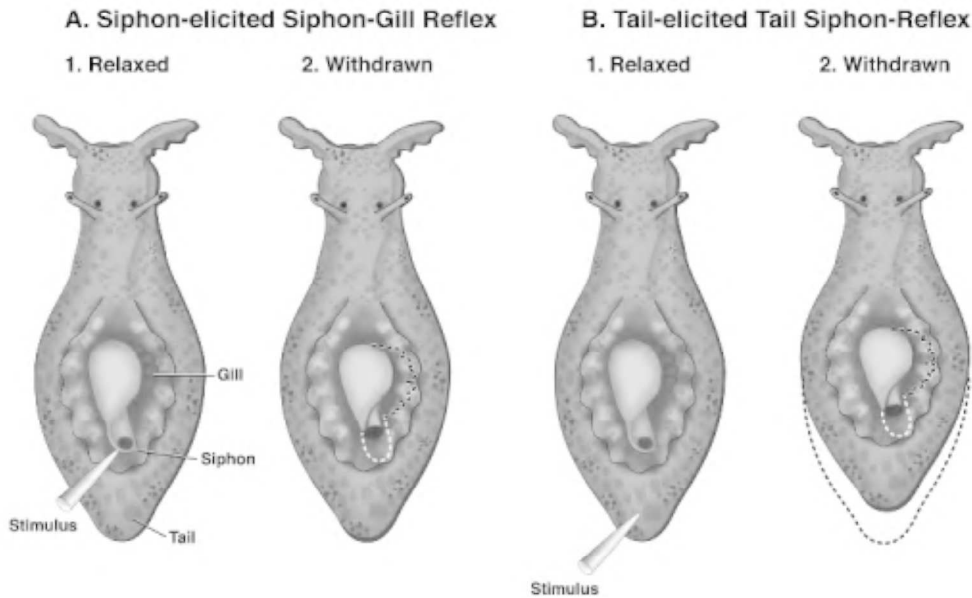 A. Siphon-elicited Siphon-Gill Reflex
1. Relaxed
2. Withdrawn
Gill
Siphon
Stimulus
Tail
B. Tail-elicited Tail Siphon-Reflex
1. Relaxed
2. Withdrawn
Stimulus